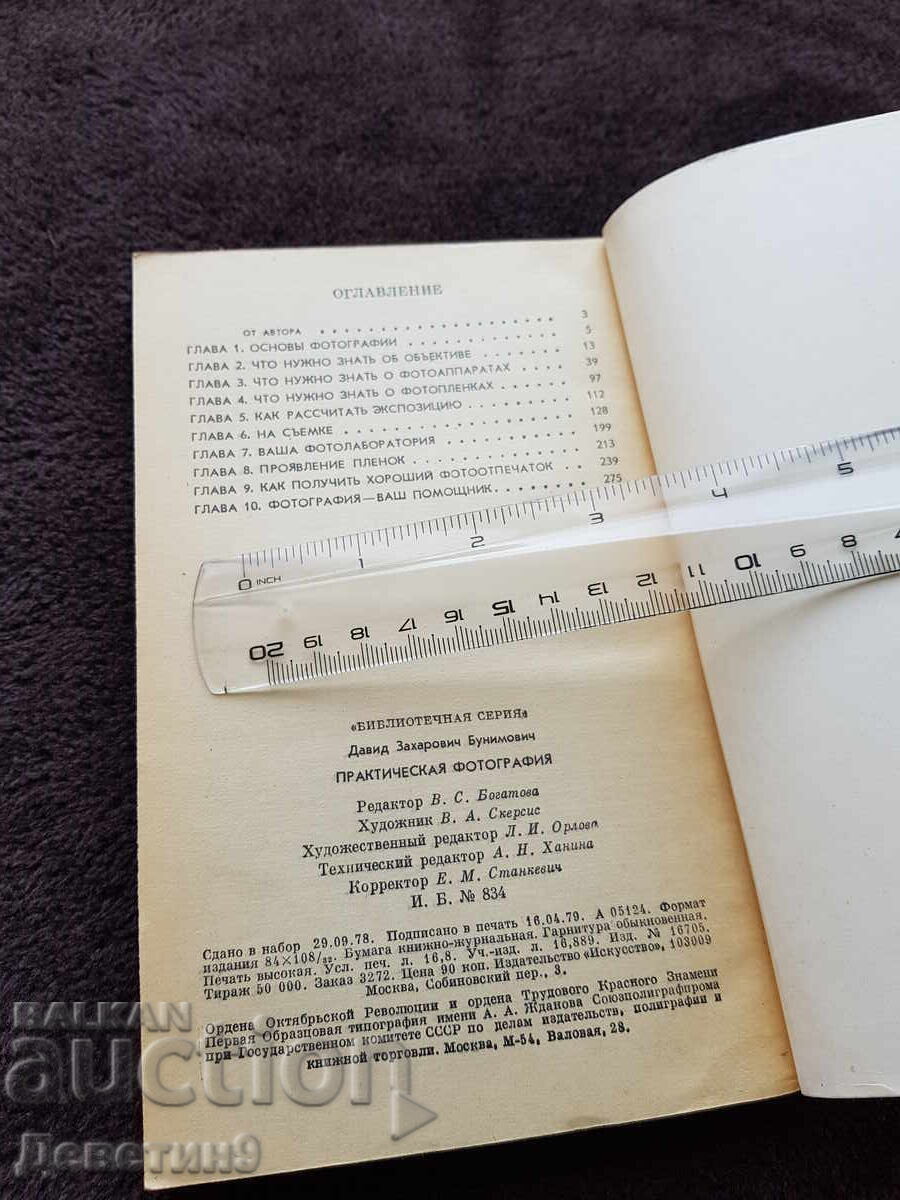 ОГЛАВЛЕНИЕ
ОТ АВТОРА . . . . . . . . . . . . . . . . 3
ГЛАВА 1. ОСНОВЫ ФОТОГРАФИИ . . . . . . . . . 5
ГЛАВА 2. ЧТО НУЖНО ЗНАТЬ ОБ ОБЪЕКТИВЕ . . . . . . 13
ГЛАВА 3. ЧТО НУЖНО ЗНАТЬ О ФОТОАППАРАТАХ . . . . . 39
ГЛАВА 4. ЧТО НУЖНО ЗНАТЬ О ФОТОПЛЕНКАХ . . . . . . 97
ГЛАВА 5. КАК РАССЧИТАТЬ ЭКСПОЗИЦИЮ . . . . . . . . 112
ГЛАВА 6. НА СЪЕМКЕ . . . . . . . . . . . . . . . 128
ГЛАВА 7. ВАША ФОТОЛАБОРАТОРИЯ . . . . . . . . . . 199
ГЛАВА 8. ПРОЯВЛЕНИЕ ПЛЕНОК . . . . . . . . . . . . 213
ГЛАВА 9. КАК ПОЛУЧИТЬ ХОРОШИЙ ФОТООТПЕЧАТОК . . . 239
ГЛАВА 10. ФОТОГРАФИЯ—ВАШ ПОМОЩНИК . . . . . . . . 275
0 INCH 1 2 3 4 5
20 19 18 17 16 15 14 13 12 11 10 9 8 7
«БИБЛИОТЕЧНАЯ СЕРИЯ»
Давид Захарович Бунимович
ПРАКТИЧЕСКАЯ ФОТОГРАФИЯ
Редактор В. С. Богатова
Художник В. А. Скерсис
Художественный редактор Л. И. Орлова
Технический редактор А. Н. Ханина
Корректор Е. М. Станкевич
И. Б. № 834
Сдано в набор 29.09.78. Подписано в печать 16.04.79. А 05124. Формат
издания 84×108/32. Бумага книжно-журнальная. Гарнитура обыкновенная.
Печать высокая. Усл. печ. л. 16,8. Уч.-изд. л. 16,889. Изд. № 16705.
Тираж 50 000. Заказ 3272. Цена 90 коп. Издательство «Искусство», 103009
Москва, Собиновский пер., 3.
Ордена Октябрьской Революции и ордена Трудового Красного Знамени
Первая Образцовая типография имени А. А. Жданова Союзполиграфпрома
при Государственном комитете СССР по делам издательств, полиграфии и
книжной торговли. Москва, М-54, Валовая, 28.
BALKAN
auction
Деветин9